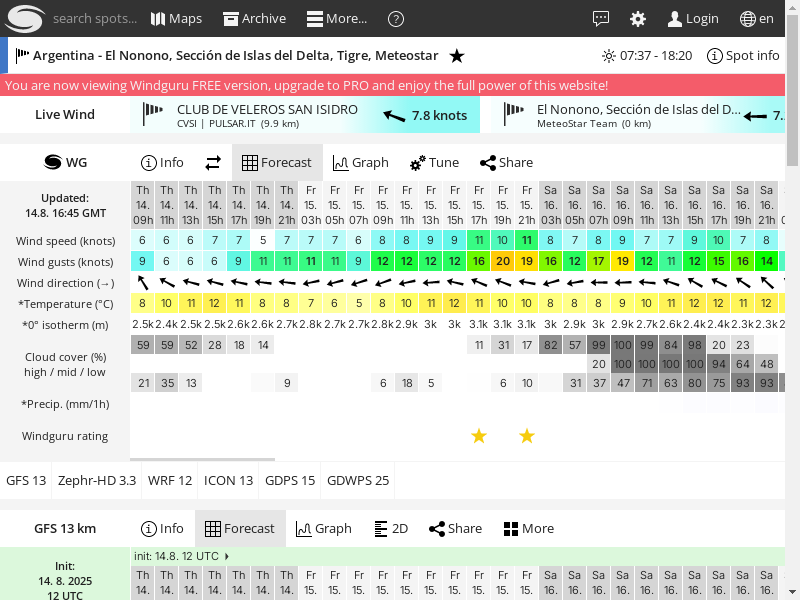 search spots... Maps Archive More... ? Login en
Argentina - El Nonono, Sección de Islas del Delta, Tigre, Meteostar 07:37 - 18:20 Spot info
You are now viewing Windguru FREE version, upgrade to PRO and enjoy the full power of this website!
Live Wind
CLUB DE VELEROS SAN ISIDRO
CVSI | PULSAR.IT (9.9 km)
7.8 knots
El Nonono, Sección de Islas del D...
MeteoStar Team (0 km)
7.
WG Info Forecast Graph Tune Share
Updated:
14.8. 16:45 GMT
Th Th Th Th Th Th Th Fr Fr Fr Fr Fr Fr Fr Fr Fr Fr Sa Sa Sa Sa Sa Sa Sa Sa Sa Sa
14. 14. 14. 14. 14. 14. 14. 15. 15. 15. 15. 15. 15. 15. 15. 15. 15. 16. 16. 16. 16. 16. 16. 16. 16. 16. 16.
09h 11h 13h 15h 17h 19h 21h 03h 05h 07h 09h 11h 13h 15h 17h 19h 21h 03h 05h 07h 09h 11h 13h 15h 17h 19h 21h
Wind speed (knots) 6 6 6 7 7 5 7 7 7 6 8 8 9 9 11 10 11 8 7 8 9 7 7 9 10 7 8
Wind gusts (knots) 9 6 6 6 9 11 11 11 11 9 12 12 12 12 16 20 19 16 12 17 19 12 11 12 15 16 14
Wind direction (→)
*Temperature (°C) 8 10 11 12 11 8 8 7 6 5 8 10 11 12 11 10 10 8 8 8 9 10 11 12 12 11 12
*0° isotherm (m) 2.5k 2.4k 2.5k 2.5k 2.6k 2.6k 2.7k 2.8k 2.7k 2.7k 2.8k 2.9k 3k 3k 3.1k 3.1k 3.1k 3k 2.9k 3k 2.9k 2.7k 2.6k 2.4k 2.4k 2.3k 2.3k
Cloud cover (%)
high / mid / low
59 59 52 28 18 14 11 31 17 82 57 99 100 99 84 98 20 23
20 100 100 100 100 94 64 48
21 35 13 9 6 18 5 6 10 31 37 47 71 63 80 75 93 93
*Precip. (mm/1h)
Windguru rating
GFS 13 Zephr-HD 3.3 WRF 12 ICON 13 GDPS 15 GDWPS 25
GFS 13 km Info Forecast Graph 2D Share More
Init:
14. 8. 2025
12 UTC
init: 14.8. 12 UTC
Th Th Th Th Th Th Th Fr Fr Fr Fr Fr Fr Fr Fr Fr Fr Sa Sa Sa Sa Sa Sa Sa Sa Sa Sa
14. 14. 14. 14. 14. 14. 14. 15. 15. 15. 15. 15. 15. 15. 15. 15. 15. 16. 16. 16. 16. 16. 16. 16. 16. 16. 16.